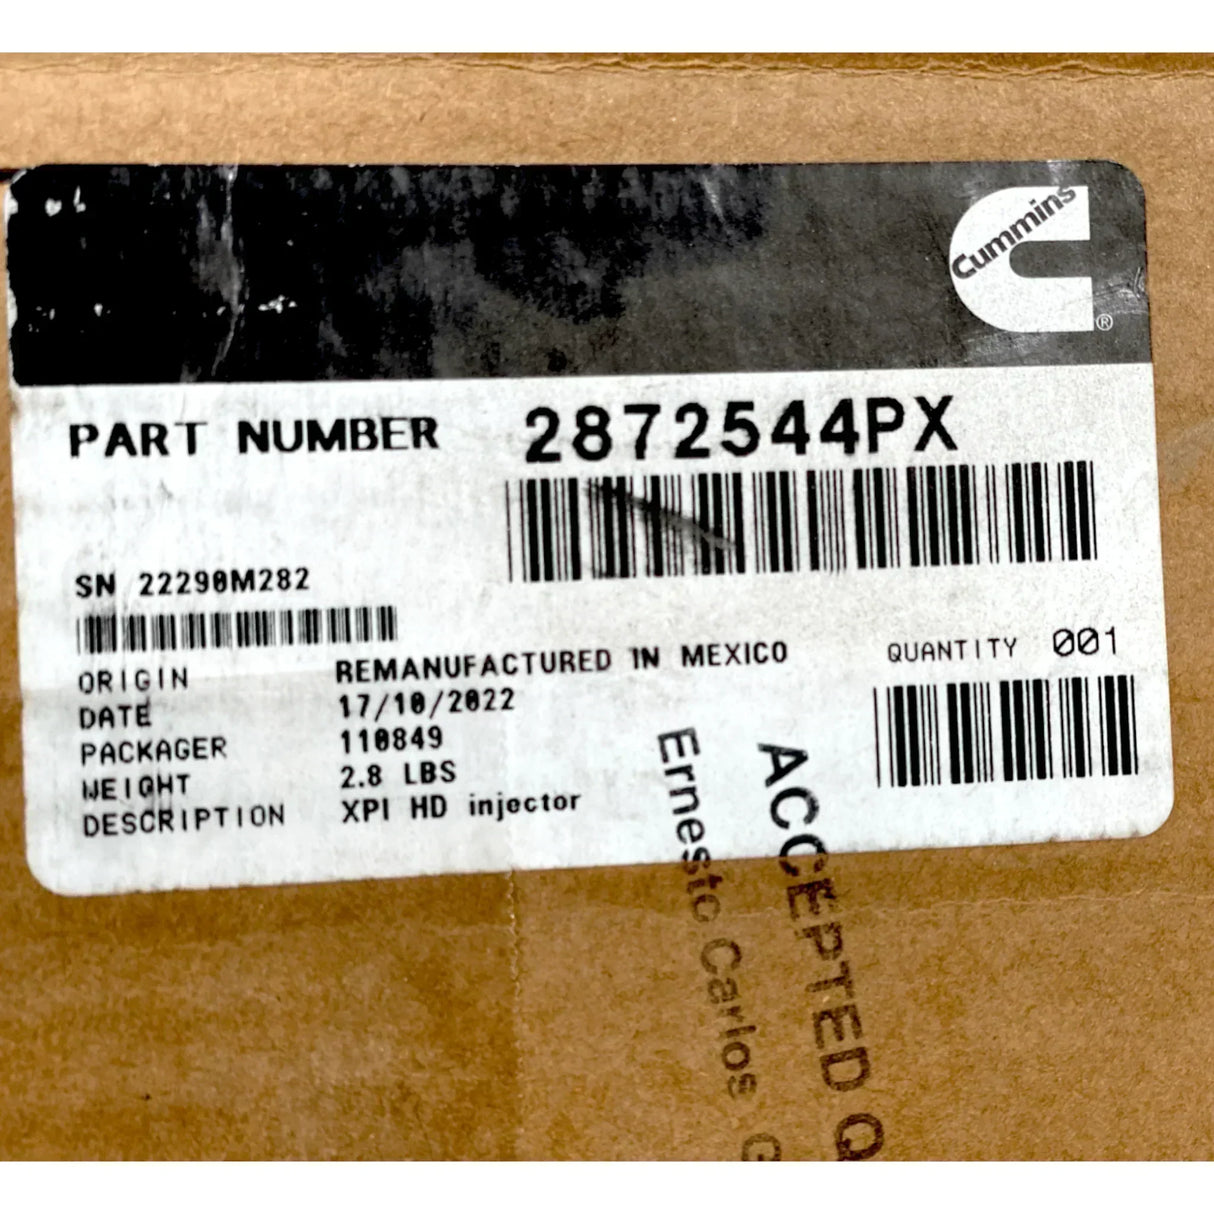 Cummins
®
PART NUMBER 2872544PX
SN 22290M282
ORIGIN REMANUFACTURED IN MEXICO
DATE 17/10/2022
PACKAGER 110849
WEIGHT 2.8 LBS
DESCRIPTION XPI HD injector
QUANTITY 001
ACCEPTED Q
Ernesto Carlos G